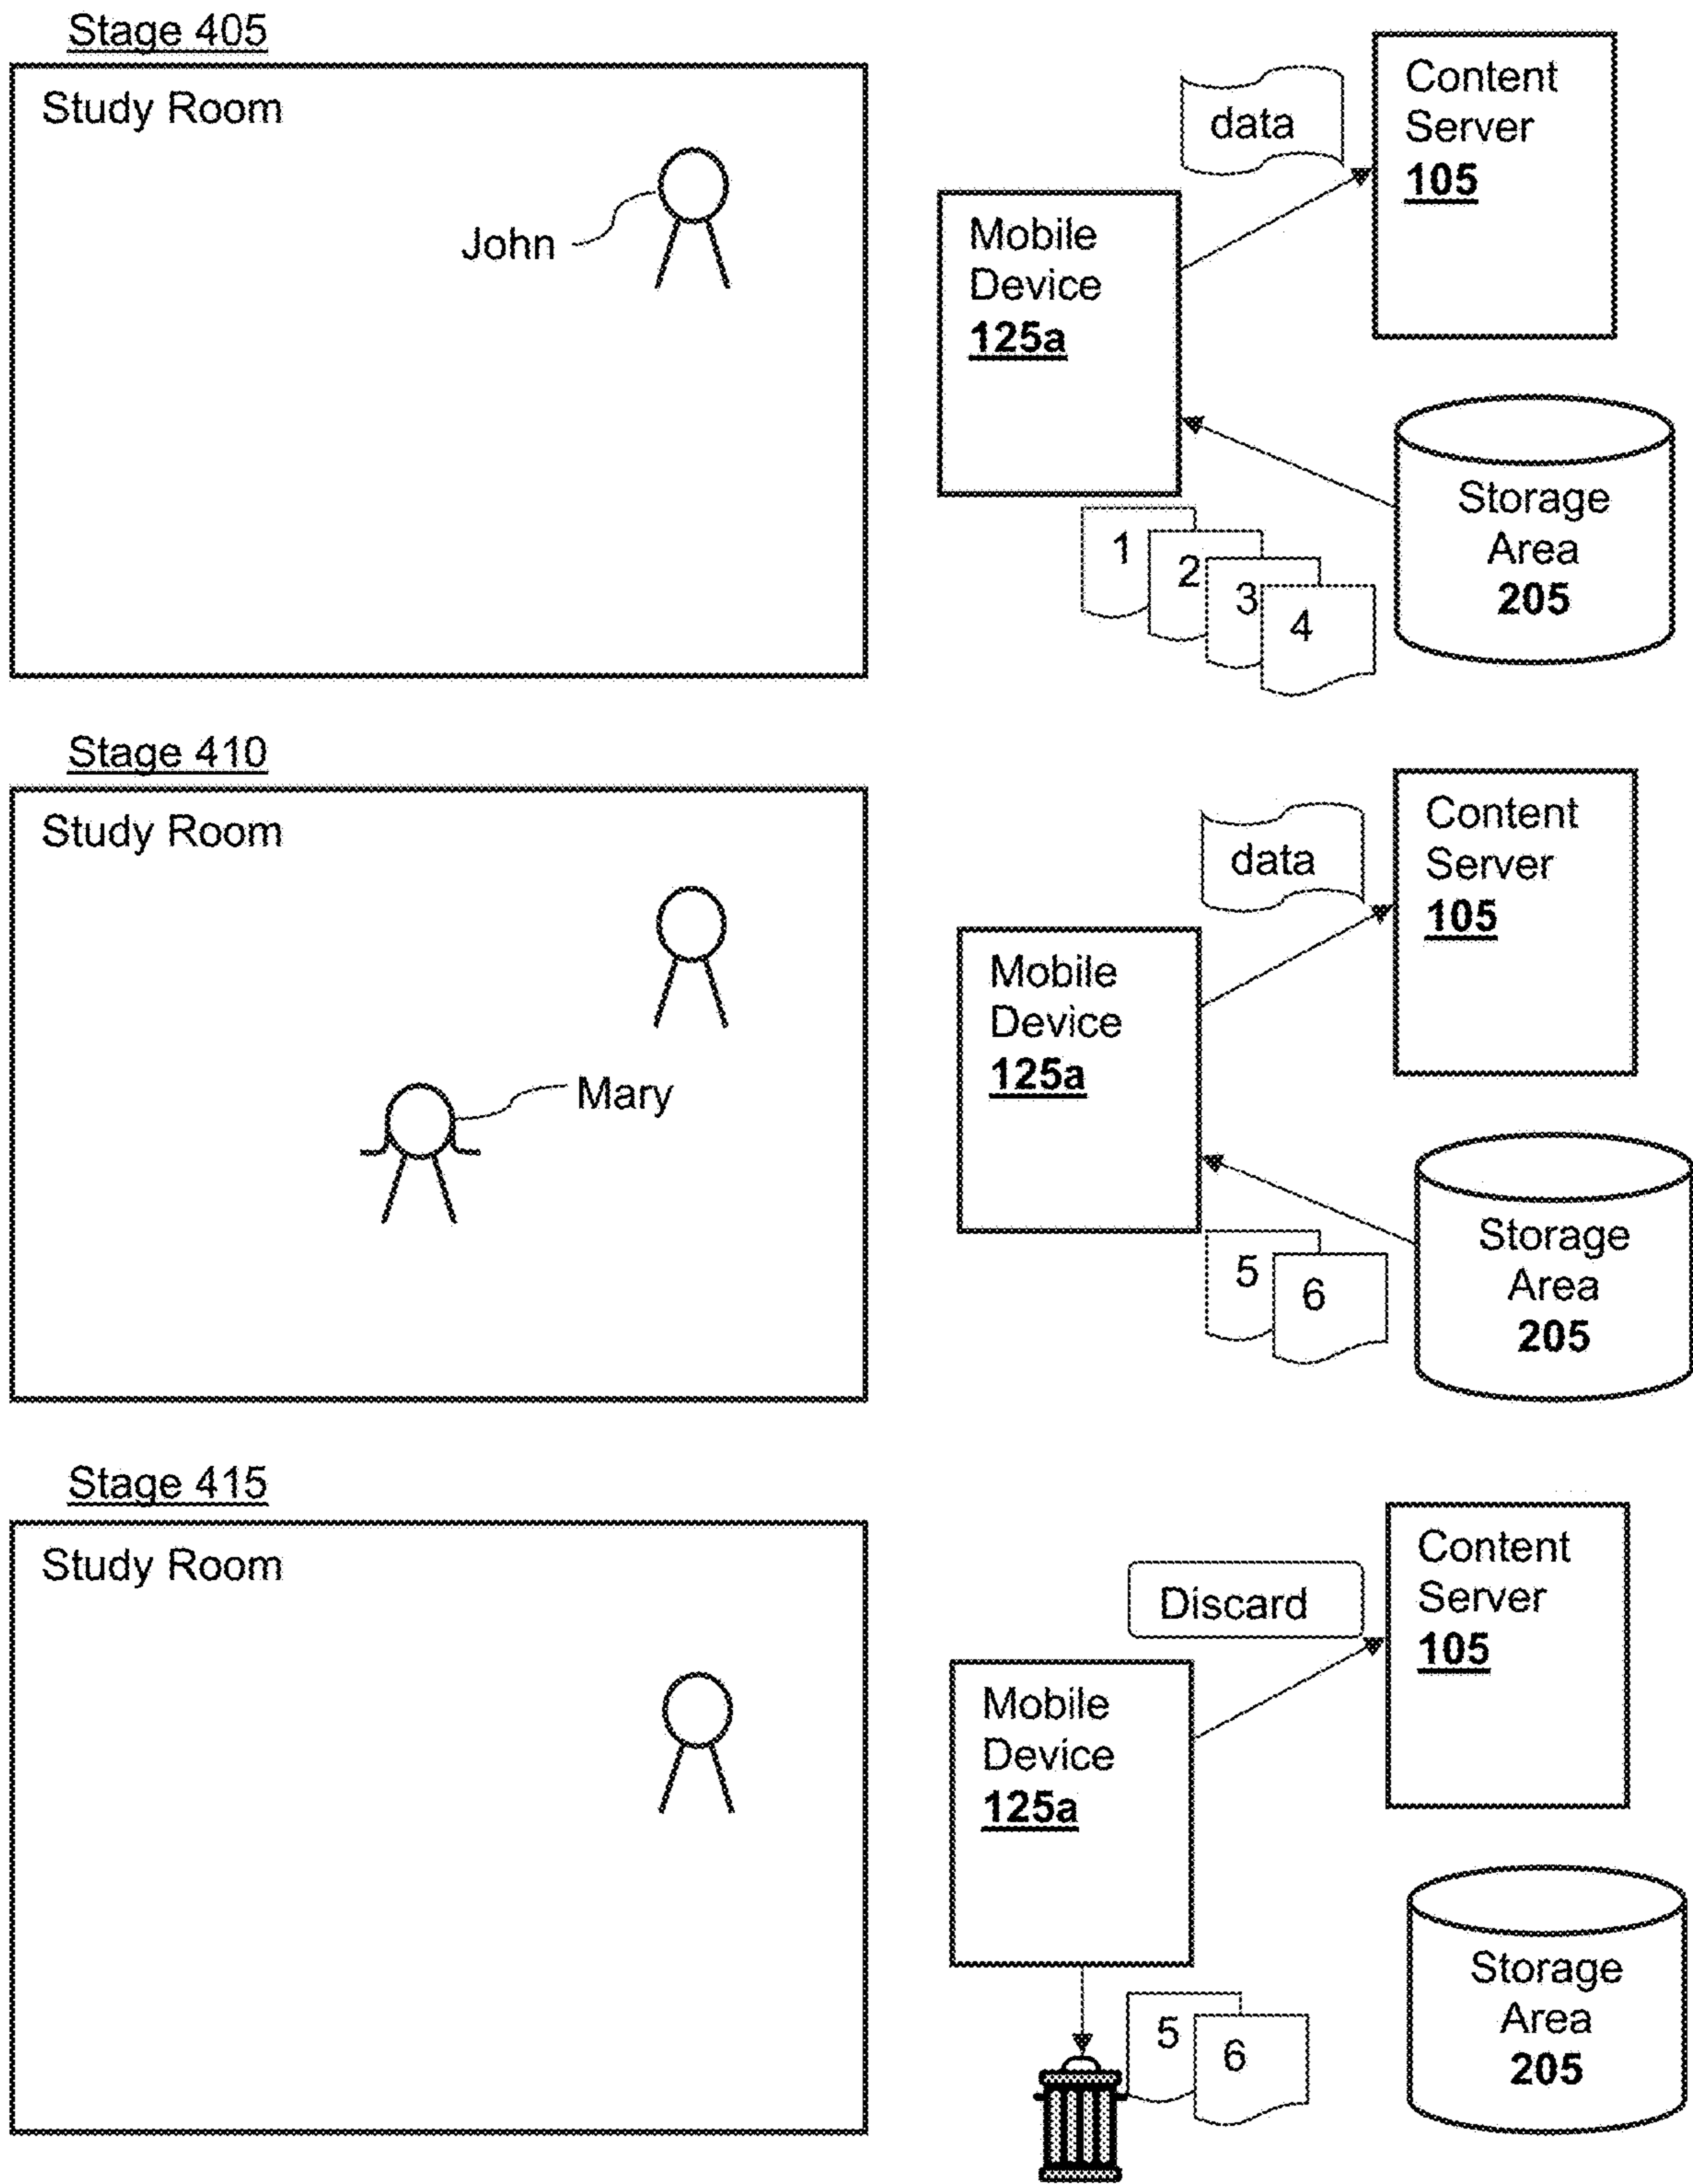 Stage 405
Study Room
John
data
Content
Server
105
Mobile
Device
125a
1
2
3
4
Storage
Area
205
Stage 410
Study Room
Mary
data
Content
Server
105
Mobile
Device
125a
5
6
Storage
Area
205
Stage 415
Study Room
Discard
Content
Server
105
Mobile
Device
125a
5
6
Storage
Area
205